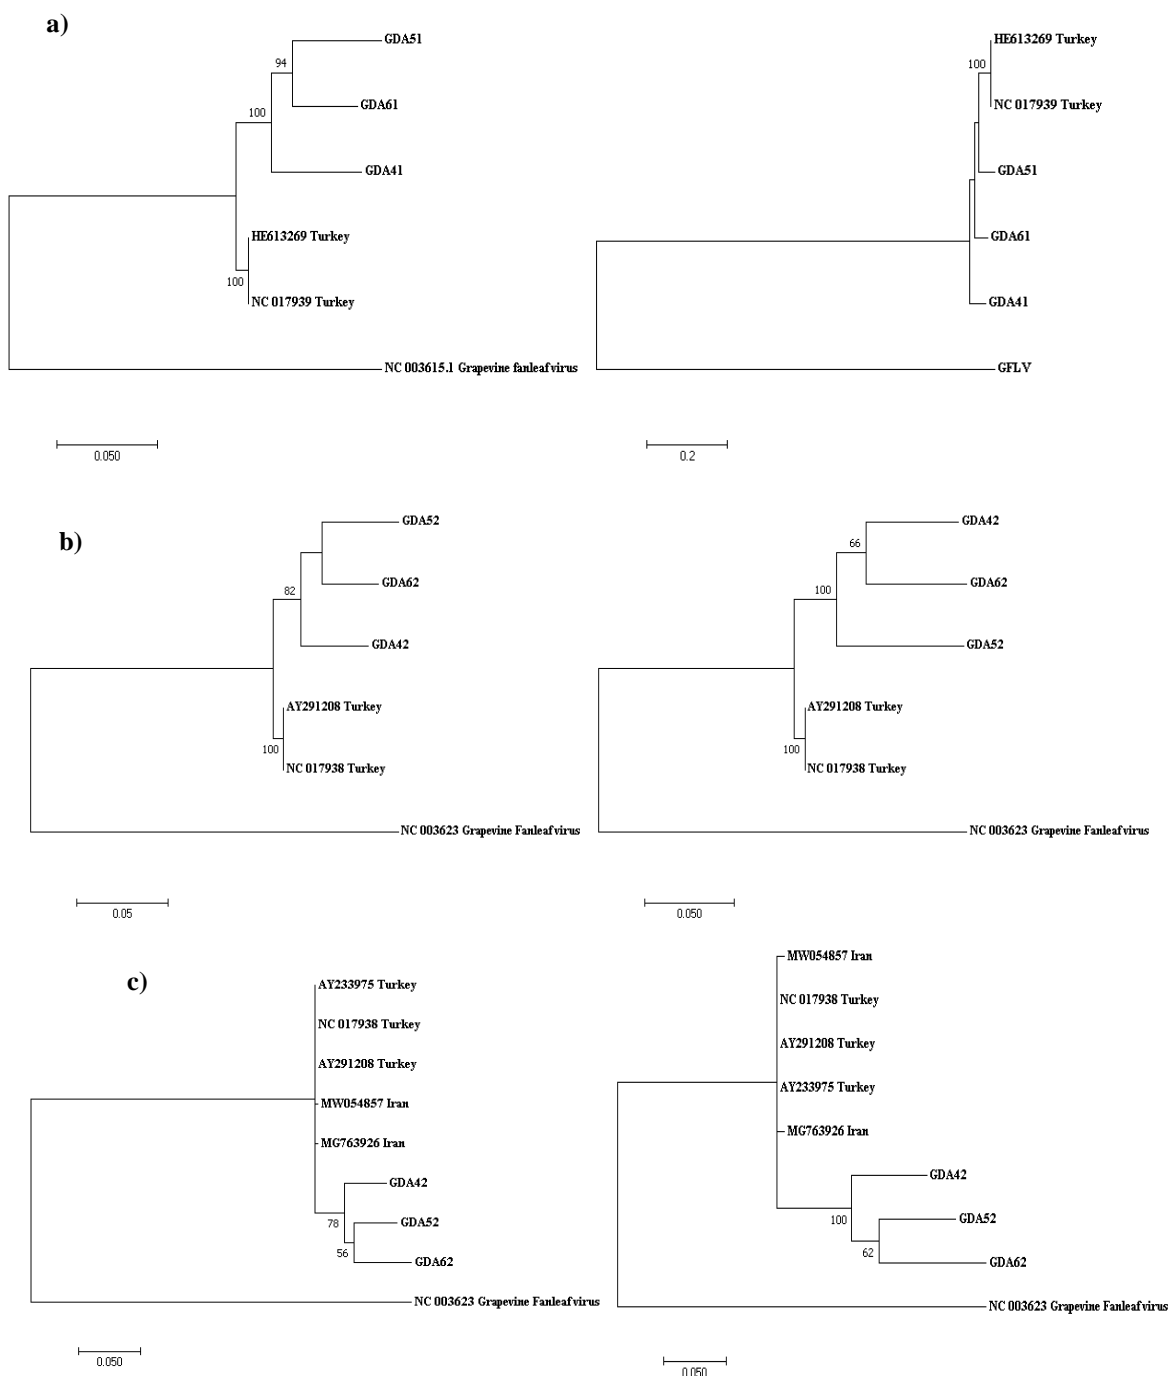 a)
GDA51
94
GDA61
100
GDA41
HE613269 Turkey
100
NC 017939 Turkey
NC 003615.1 Grapevine fanleaf virus
0.050
HE613269 Turkey
100
NC 017939 Turkey
GDA51
GDA61
GDA41
GFLV
0.2
b)
GDA52
GDA62
82
GDA42
AY291208 Turkey
100
NC 017938 Turkey
NC 003623 Grapevine Fanleaf virus
0.05
GDA42
66
GDA62
100
GDA52
AY291208 Turkey
100
NC 017938 Turkey
NC 003623 Grapevine Fanleaf virus
0.050
c)
AY233975 Turkey
NC 017938 Turkey
AY291208 Turkey
MW054857 Iran
MG763926 Iran
GDA42
78
GDA52
56
GDA62
NC 003623 Grapevine Fanleaf virus
0.050
MW054857 Iran
NC 017938 Turkey
AY291208 Turkey
AY233975 Turkey
MG763926 Iran
GDA42
100
GDA52
62
GDA62
NC 003623 Grapevine Fanleaf virus
0.050